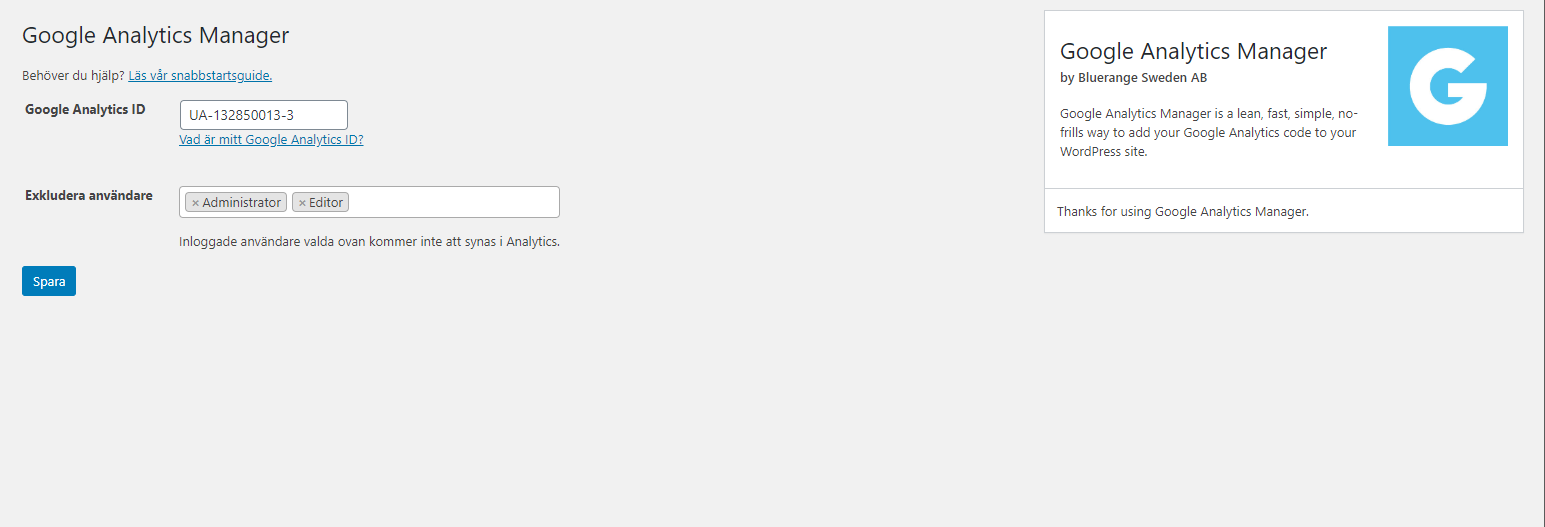 Google Analytics Manager
Behöver du hjälp? Läs vår snabbstartsguide.
Google Analytics ID
UA-132850013-3
Vad är mitt Google Analytics ID?
Exkludera användare
× Administrator × Editor
Inloggade användare valda ovan kommer inte att synas i Analytics.
Spara
Google Analytics Manager
by Bluerange Sweden AB
Google Analytics Manager is a lean, fast, simple, no-
frills way to add your Google Analytics code to your
WordPress site.
G
Thanks for using Google Analytics Manager.